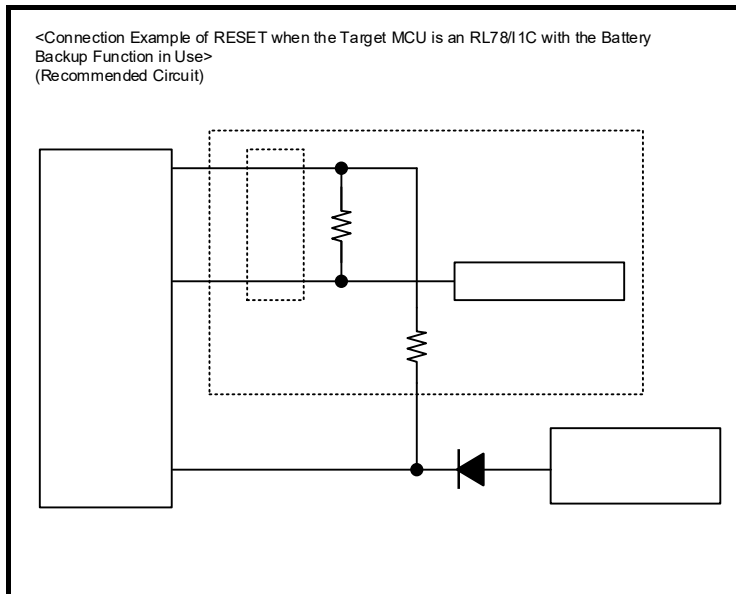 <Connection Example of RESET when the Target MCU is an RL78/I1C with the Battery
Backup Function in Use>
(Recommended Circuit)